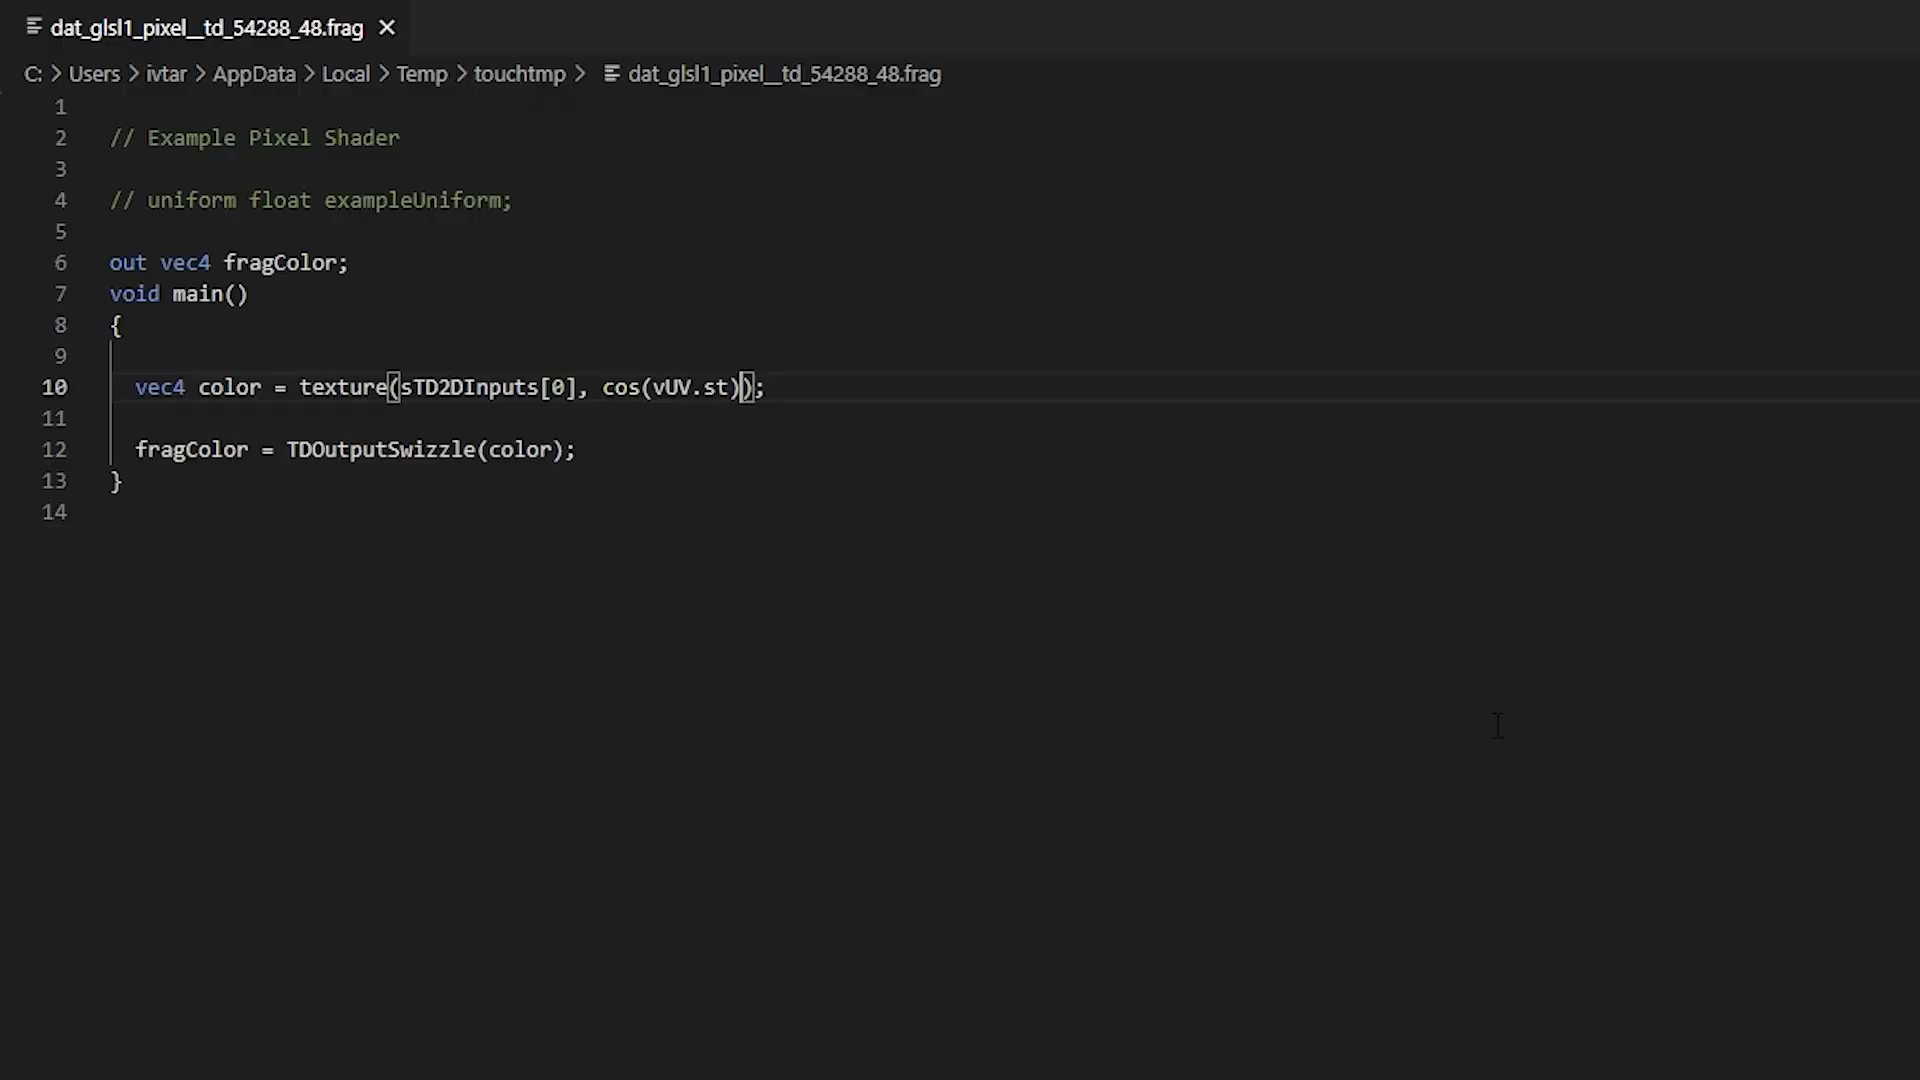 dat_glsl1_pixel__td_54288_48.frag
C: > Users > ivtar > AppData > Local > Temp > touchtmp > dat_glsl1_pixel__td_54288_48.frag
1
2 // Example Pixel Shader
3
4 // uniform float exampleUniform;
5
6 out vec4 fragColor;
7 void main()
8 {
9
10 vec4 color = texture(sTD2DInputs[0], cos(vUV.st));
11
12 fragColor = TDOutputSwizzle(color);
13 }
14